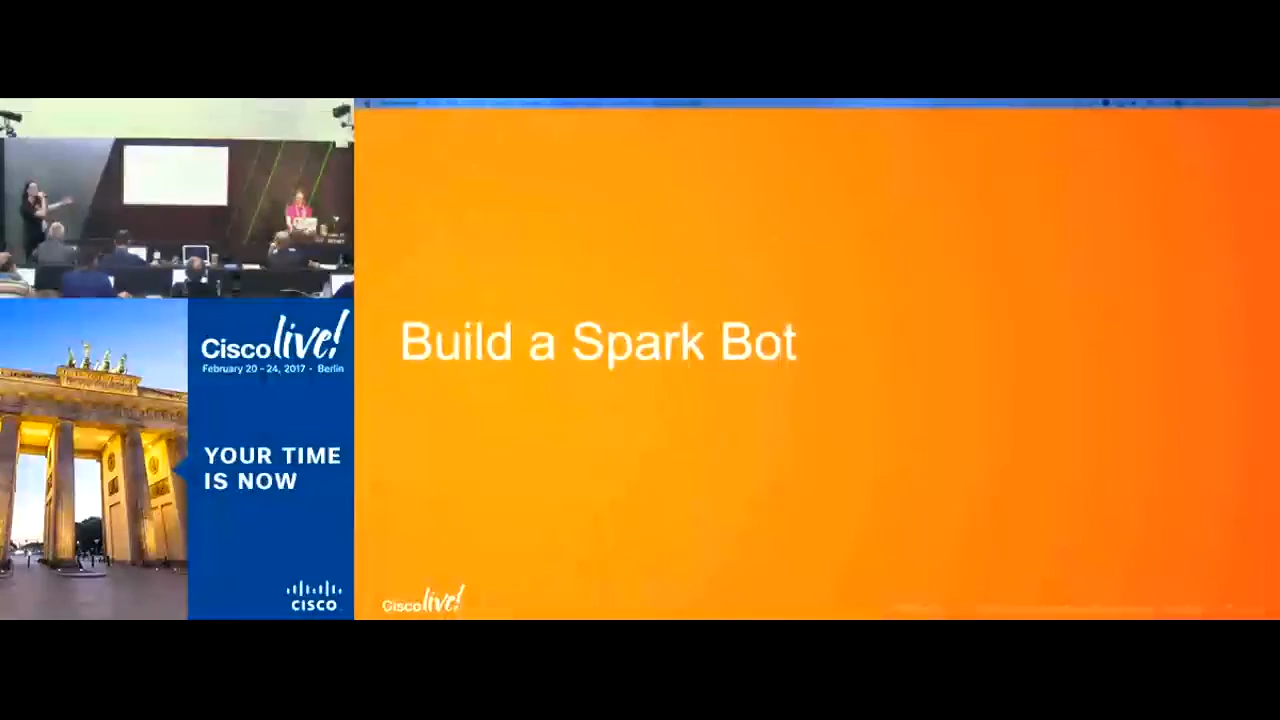 Cisco live!
February 20 - 24, 2017 • Berlin
YOUR TIME
IS NOW
CISCO
Build a Spark Bot
Cisco live!